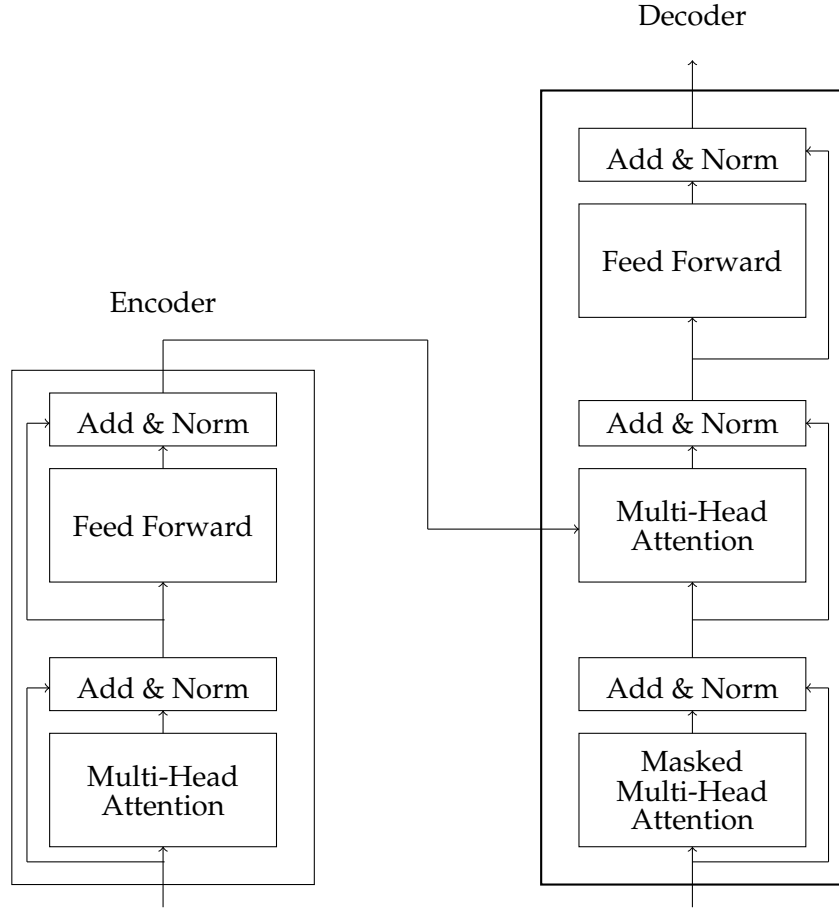 Decoder
Add & Norm
Feed Forward
Encoder
Add & Norm
Feed Forward
Add & Norm
Multi-Head
Attention
Add & Norm
Multi-Head
Attention
Add & Norm
Masked
Multi-Head
Attention